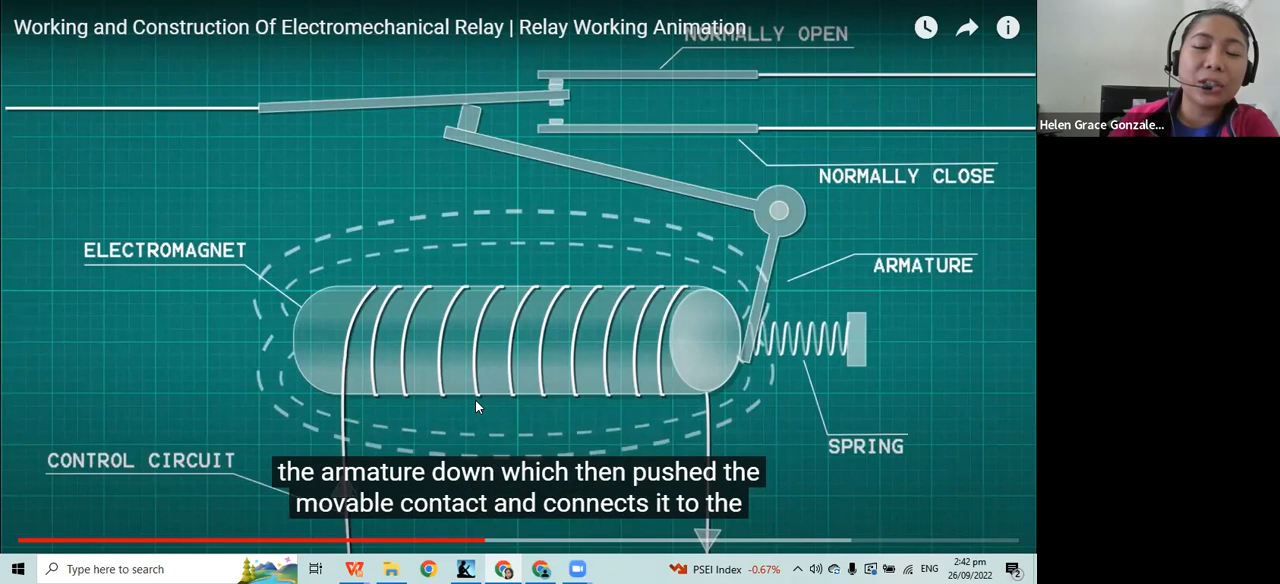 Working and Construction Of Electromechanical Relay | Relay Working Animation
NORMALLY OPEN
Helen Grace Gonzale...
NORMALLY CLOSE
ELECTROMAGNET
ARMATURE
SPRING
CONTROL CIRCUIT
the armature down which then pushed the
movable contact and connects it to the
Type here to search
PSEI Index -0.67%
ENG
2:42 pm
26/09/2022
2